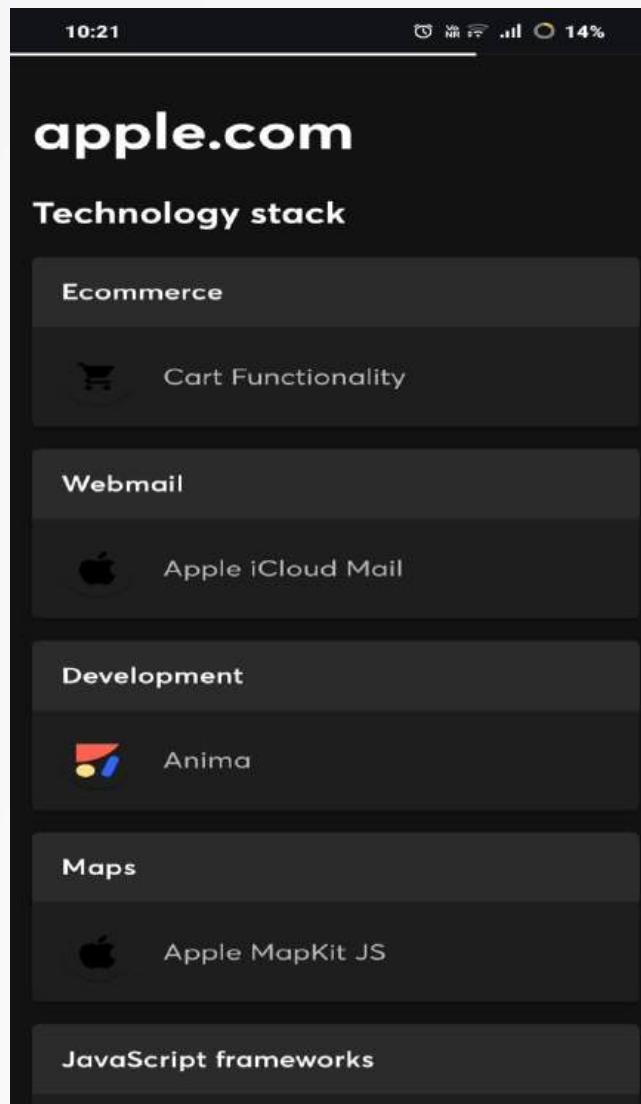 10:21 14%
apple.com
Technology stack
Ecommerce
Cart Functionality
Webmail
Apple iCloud Mail
Development
Anima
Maps
Apple MapKit JS
JavaScript frameworks